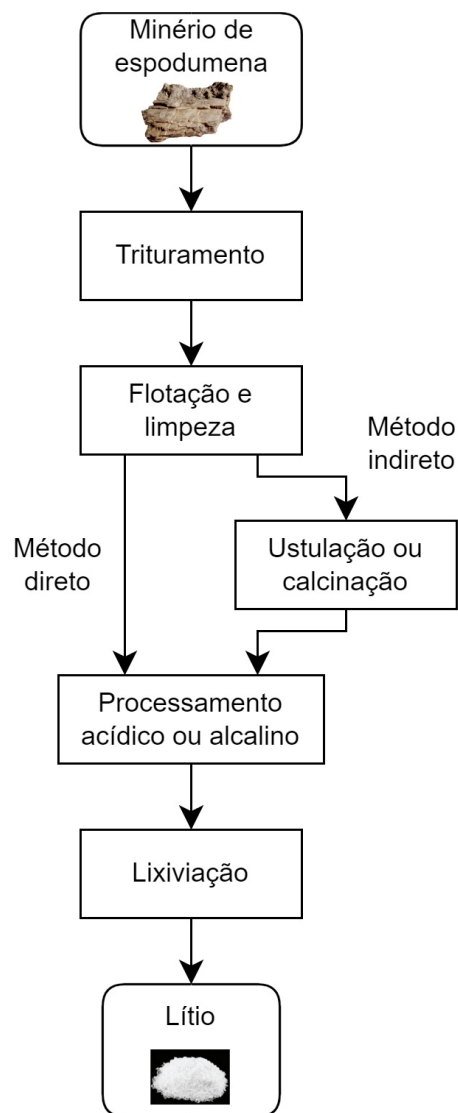 Minério de
espodumena
Trituramento
Flotação e
limpeza
Método
indireto
Método
direto
Ustulação ou
calcinação
Processamento
acídico ou alcalino
Lixiviação
Lítio